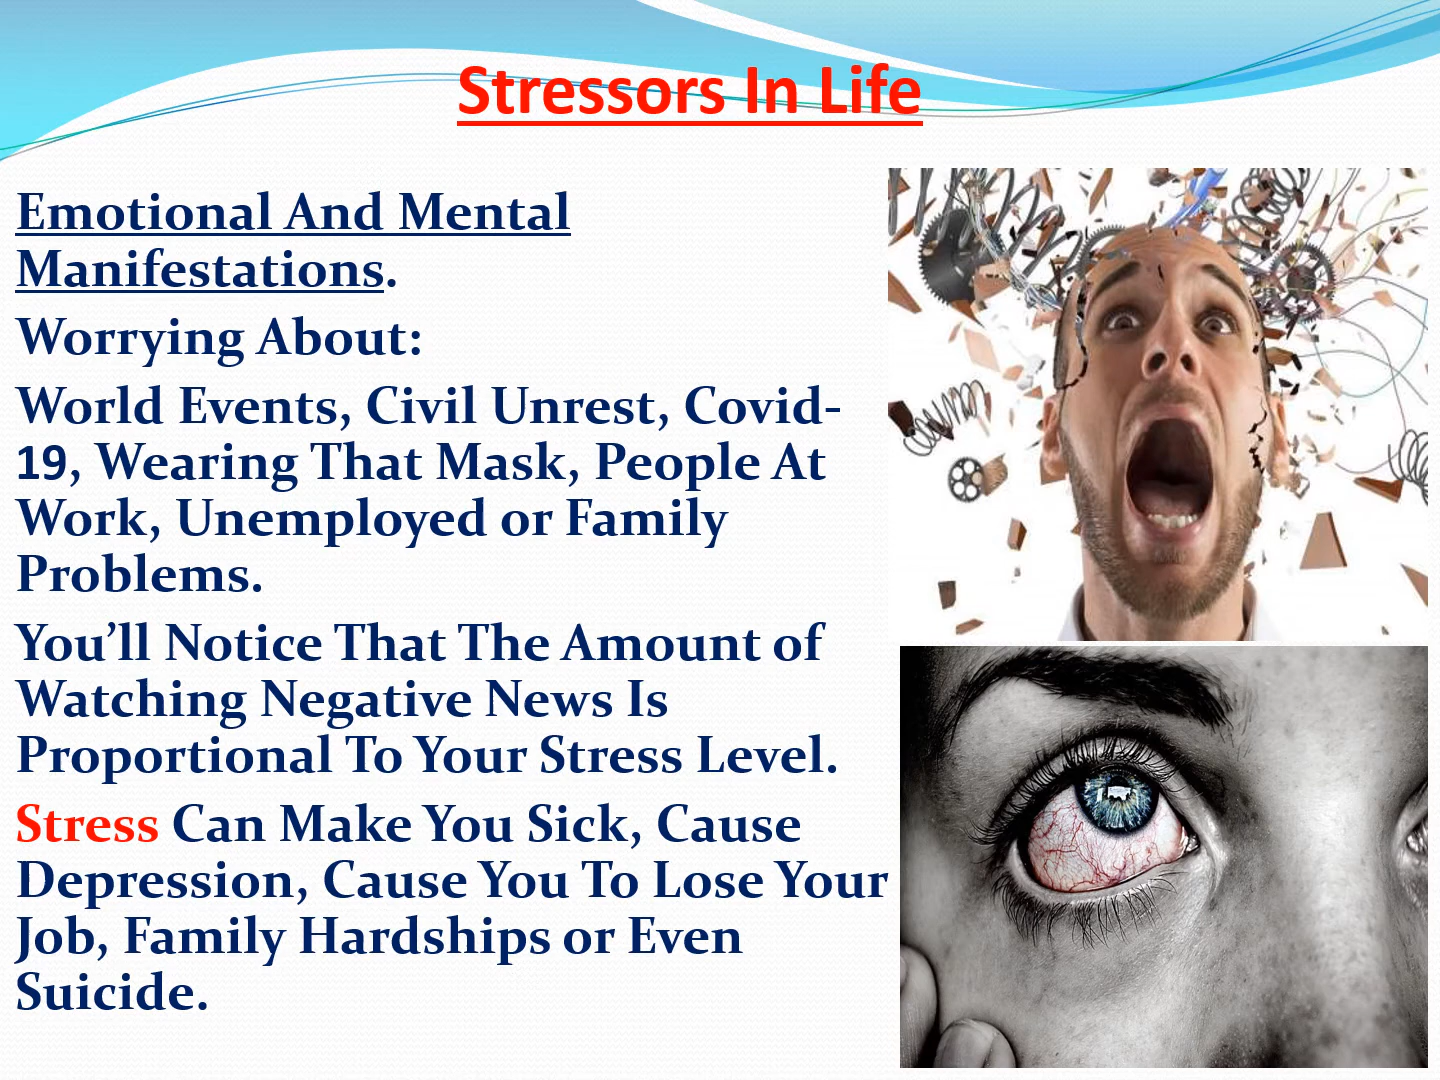 Stressors In Life
Emotional And Mental
Manifestations.
Worrying About:
World Events, Civil Unrest, Covid-
19, Wearing That Mask, People At
Work, Unemployed or Family
Problems.
You’ll Notice That The Amount of
Watching Negative News Is
Proportional To Your Stress Level.
Stress Can Make You Sick, Cause
Depression, Cause You To Lose Your
Job, Family Hardships or Even
Suicide.